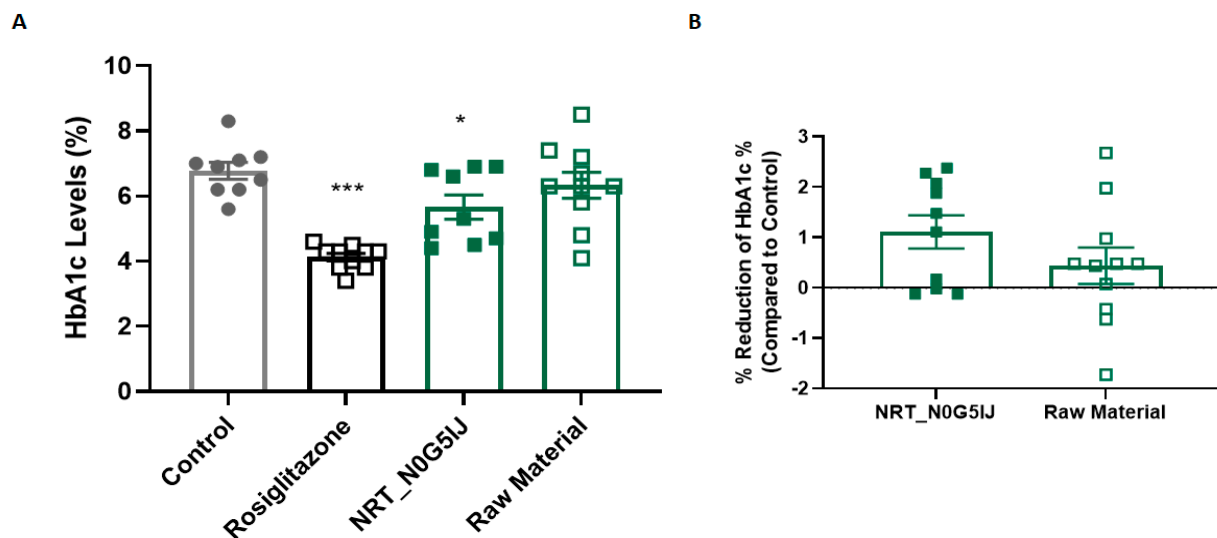 A
HbA1c Levels (%)
10
8
6
4
2
0
***
*
Control
Rosiglitazone
NRT_N0G5IJ
Raw Material
B
% Reduction of HbA1c %
(Compared to Control)
3
2
1
0
-1
-2
NRT_N0G5IJ
Raw Material